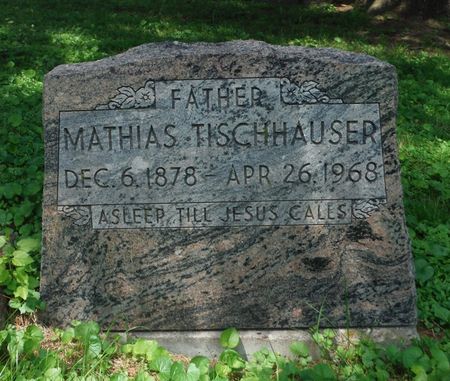 FATHER
MATHIAS TISCHHAUSER
DEC. 6, 1878 - APR. 26, 1968
ASLEEP TILL JESUS CALLS